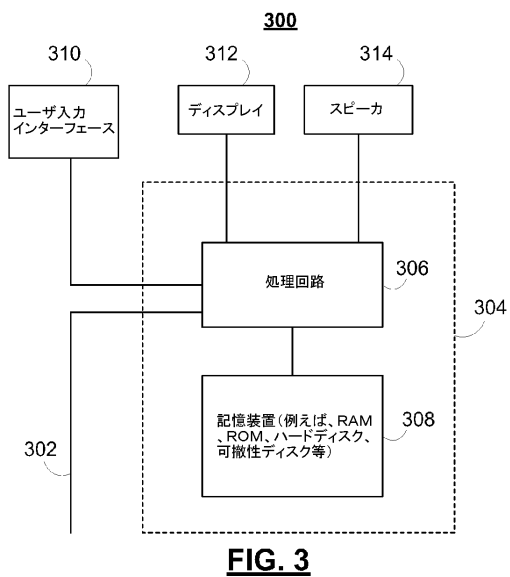 300
310
312
314
ユーザ入力
インターフェース
ディスプレイ
スピーカ
処理回路
306
304
記憶装置(例えば、RAM
、ROM、ハードディスク、
可撤性ディスク等)
308
302
FIG. 3